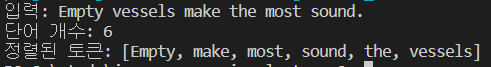 입력: Empty vessels make the most sound.
단어 개수: 6
정렬된 토큰: [Empty, make, most, sound, the, vessels]